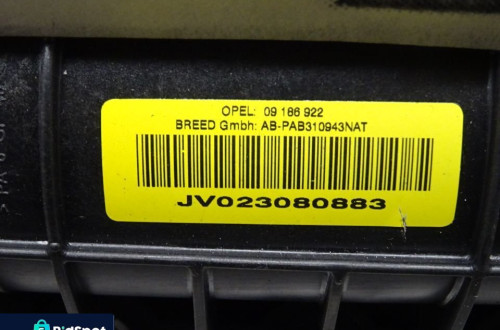 OPEL: 09 186 922
BREED Gmbh: AB-PAB310943NAT
JV023080883
BidSpot